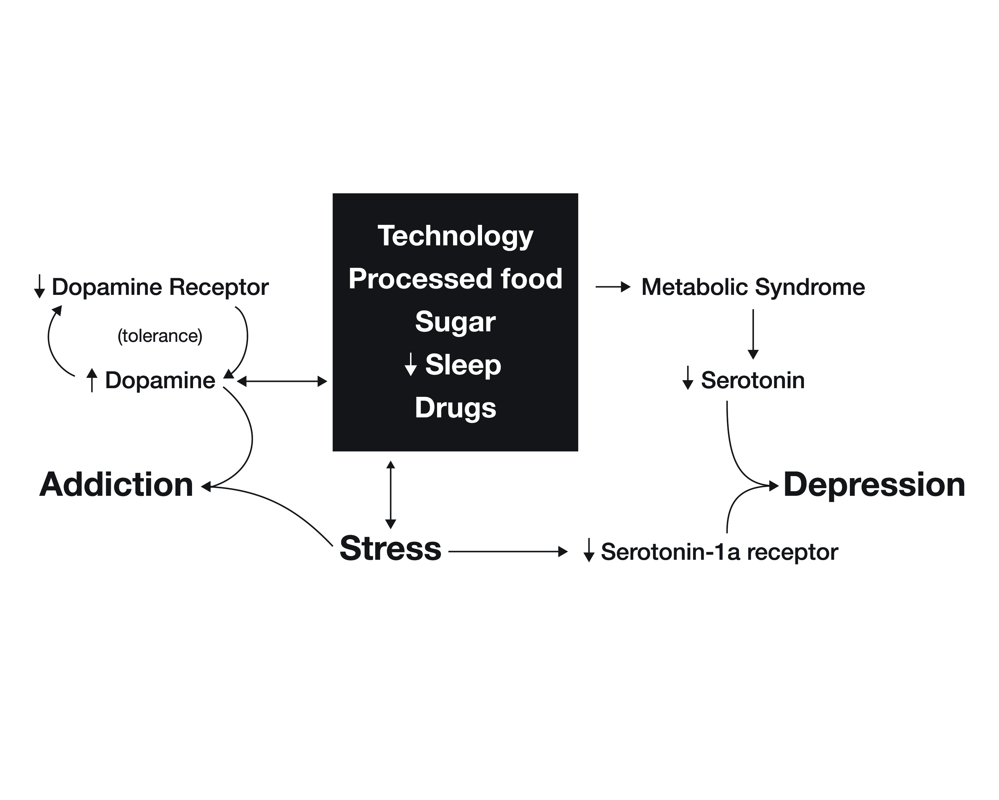 Technology
Processed food
Sugar
↓ Sleep
Drugs
↓ Dopamine Receptor
(tolerance)
↑ Dopamine
Addiction
Stress
Metabolic Syndrome
↓ Serotonin
Depression
↓ Serotonin-1a receptor